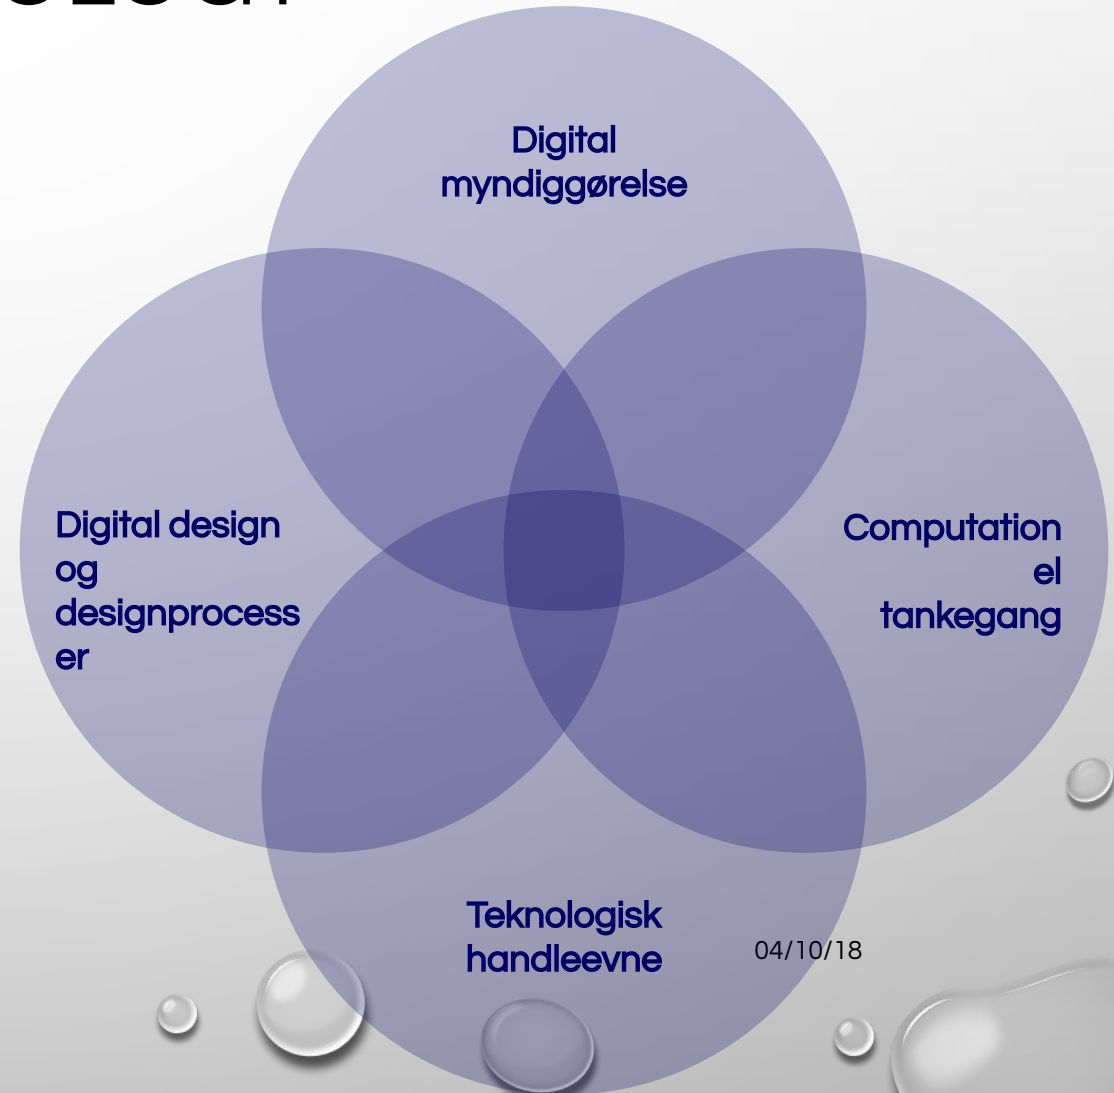 Digital
myndiggørelse
Digital design
og
designprocess
er
Computation
el
tankegang
Teknologisk
handleevne
04/10/18